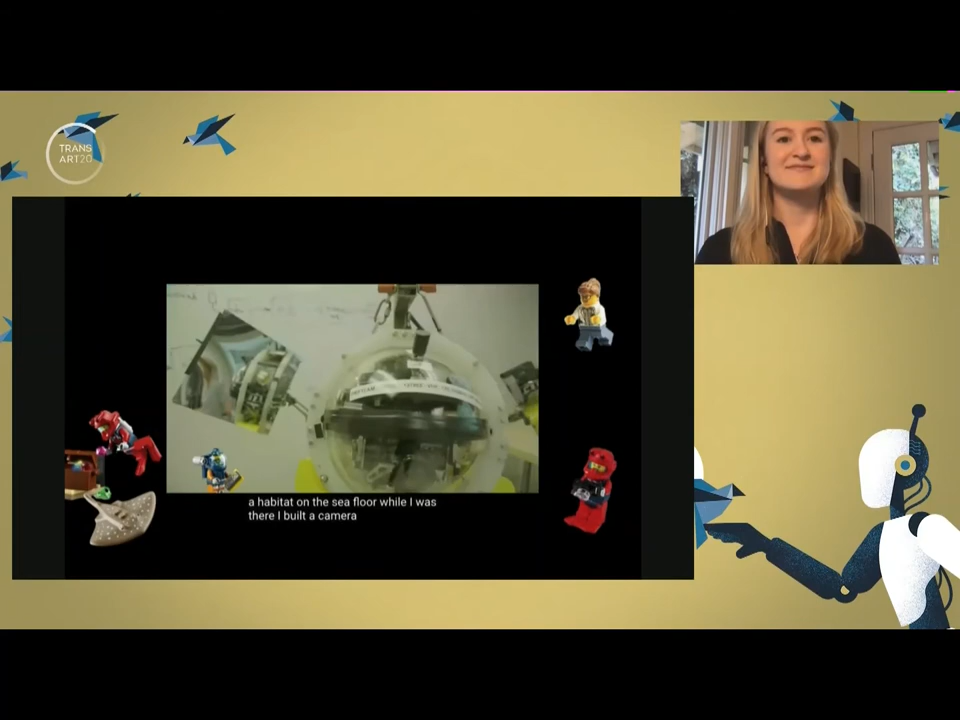 TRANS
ART20
a habitat on the sea floor while I was
there I built a camera